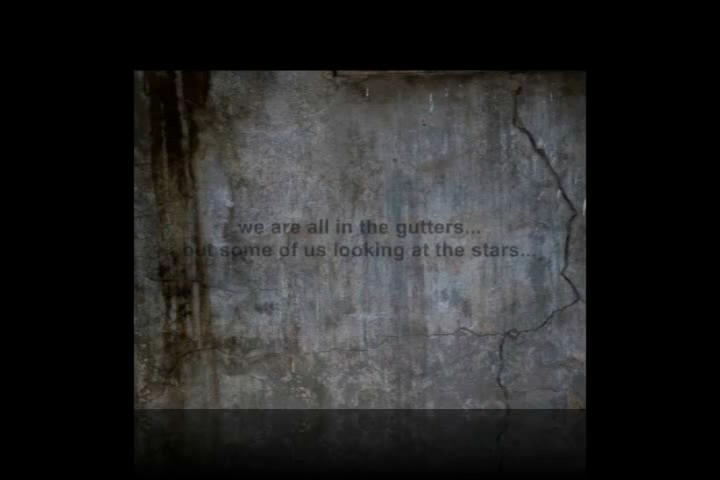 we are all in the gutters...
but some of us looking at the stars...